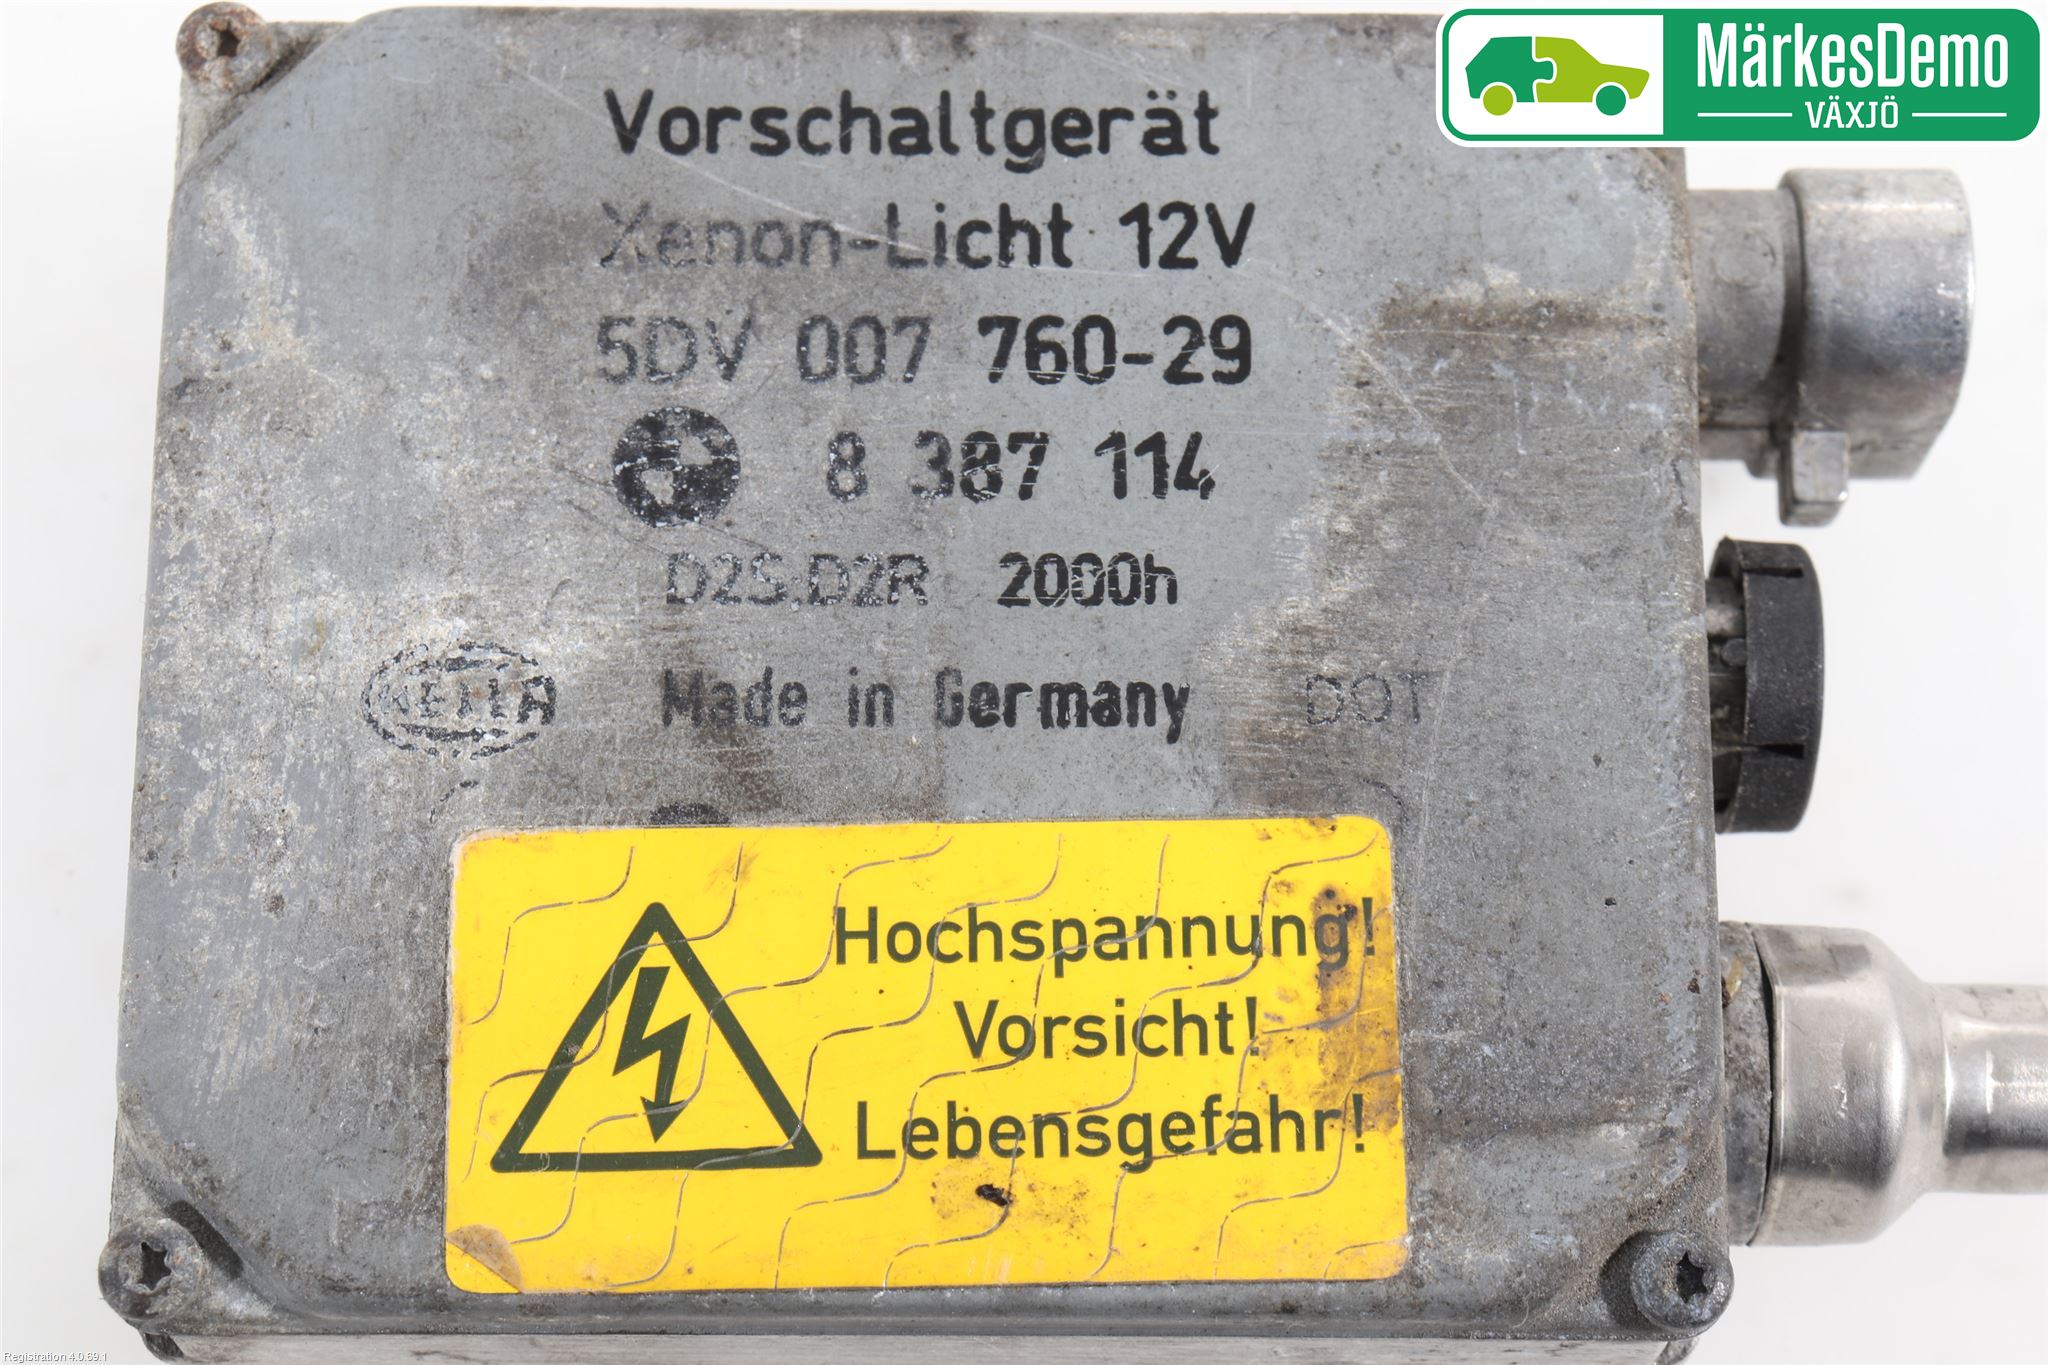 Vorschaltgerät
Xenon-Licht 12V
5DV 007 760-29
8 387 114
D2S:D2R 2000h
HELLA
Made in Germany DOT
Hochspannung!
Vorsicht!
Lebensgefahr!
MärkesDemo
VÄXJÖ
Registration 4.0.69.1